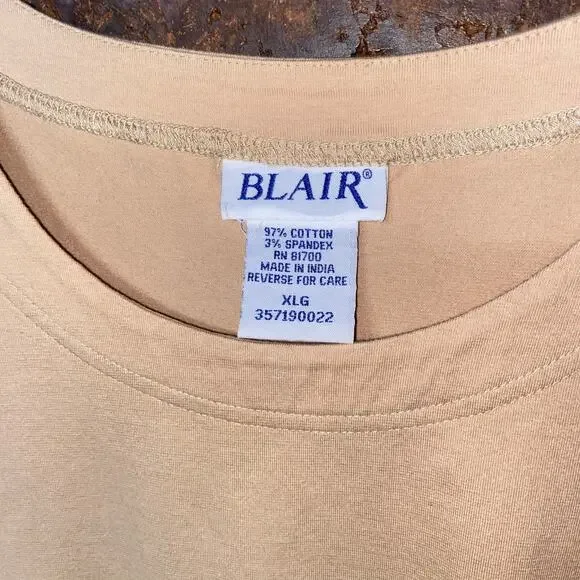 BLAIR®
97% COTTON
3% SPANDEX
RN 81700
MADE IN INDIA
REVERSE FOR CARE
XLG
357190022